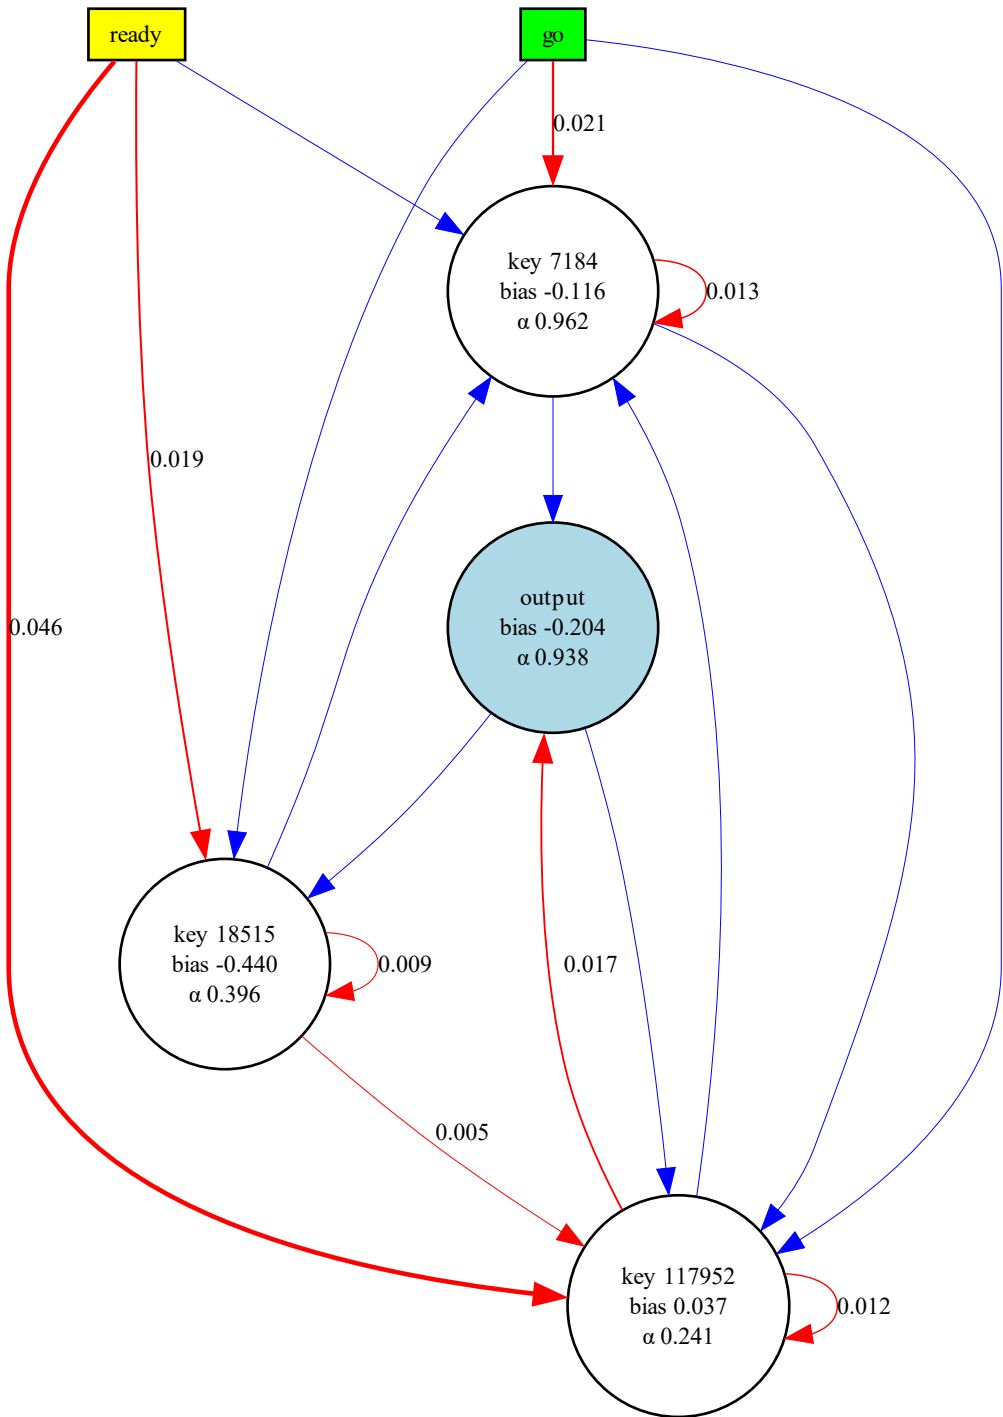 ready
go
0.021
key 7184
bias -0.116
α 0.962
0.013
0.019
output
bias -0.204
α 0.938
0.046
key 18515
bias -0.440
α 0.396
0.009
0.017
0.005
key 117952
bias 0.037
α 0.241
0.012